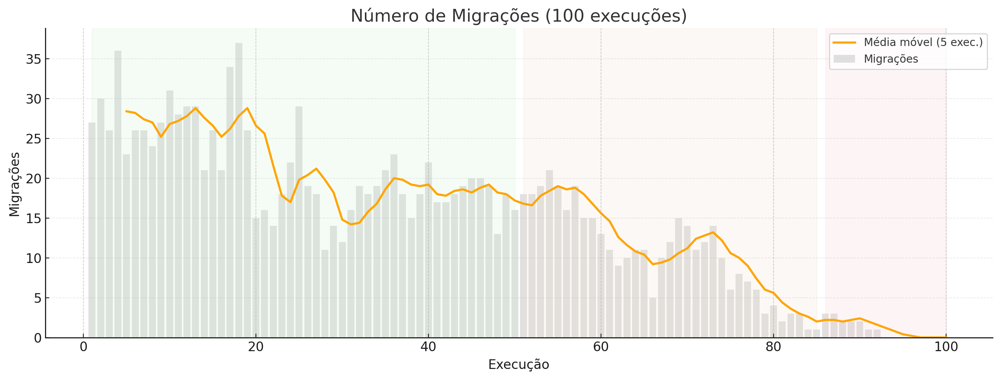 Número de Migrações (100 execuções)
Média móvel (5 exec.)
Migrações
Migrações
35
30
25
20
15
10
5
0
0 20 40 60 80 100
Execução